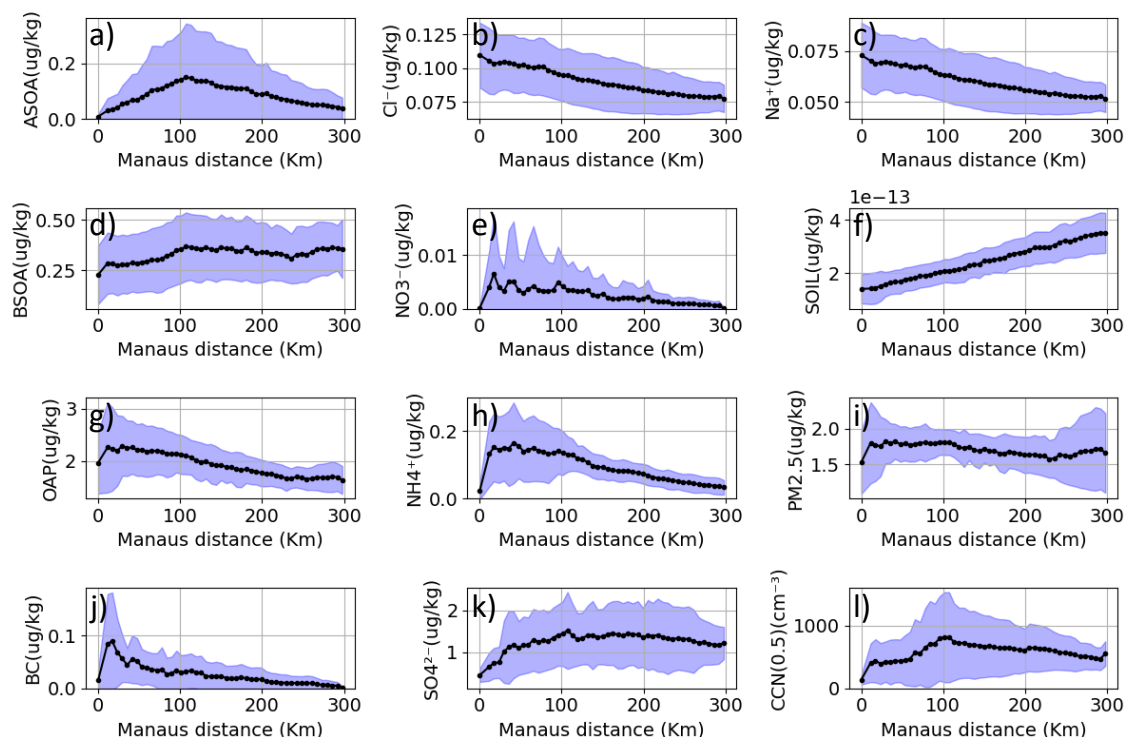 a)
ASOA(ug/kg)
0.2
0.0
0 100 200 300
Manaus distance (Km)
b)
Cl⁻(ug/kg)
0.125
0.100
0.075
0 100 200 300
Manaus distance (Km)
c)
Na⁺(ug/kg)
0.075
0.050
0 100 200 300
Manaus distance (Km)
d)
BSOA(ug/kg)
0.50
0.25
0 100 200 300
Manaus distance (Km)
e)
NO3⁻(ug/kg)
0.01
0.00
0 100 200 300
Manaus distance (Km)
1e−13
f)
SOILL(ug/kg)
4
2
0 100 200 300
Manaus distance (Km)
g)
OAP(ug/kg)
3
2
0 100 200 300
Manaus distance (Km)
h)
NH4⁺(ug/kg)
0.2
0.0
0 100 200 300
Manaus distance (Km)
i)
PM2.5(ug/kg)
2.0
1.5
0 100 200 300
Manaus distance (Km)
j)
BC(ug/kg)
0.1
0.0
0 100 200 300
Manaus distance (Km)
k)
SO4²⁻(ug/kg)
2
1
0 100 200 300
Manaus distance (Km)
l)
CCN(0.5)(cm⁻³)
1000
0
0 100 200 300
Manaus distance (Km)